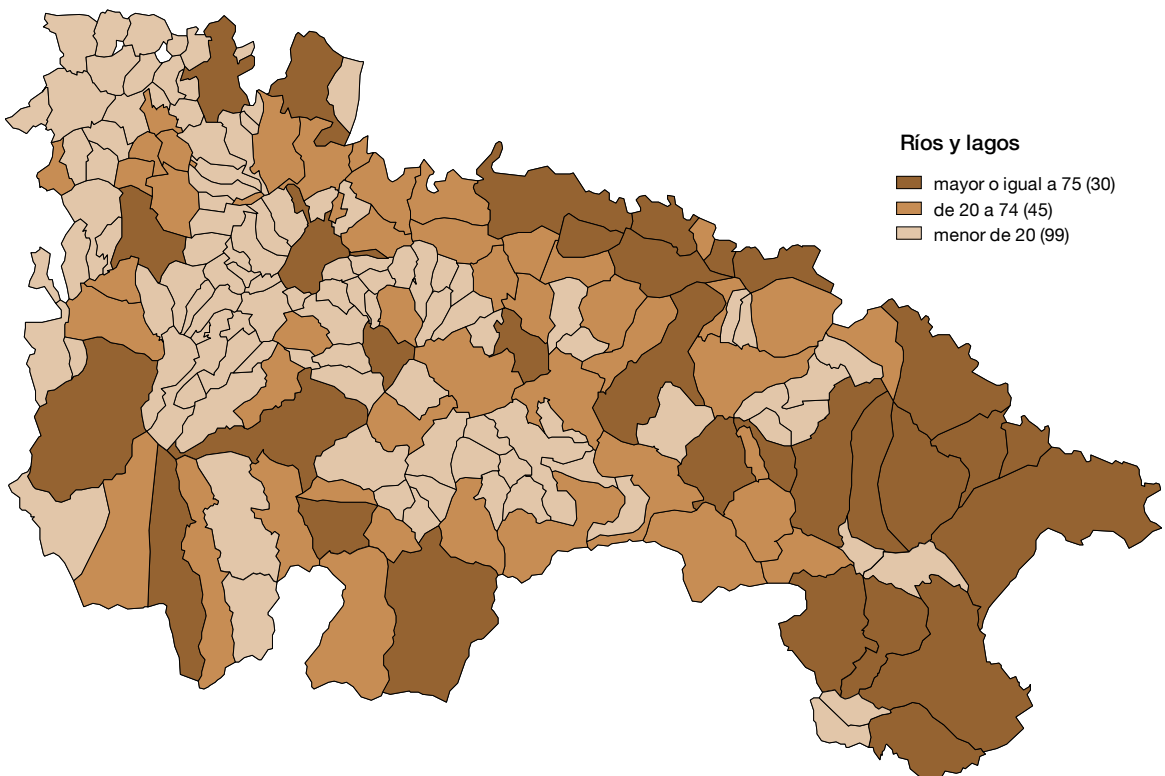 Ríos y lagos
mayor o igual a 75 (30)
de 20 a 74 (45)
menor de 20 (99)